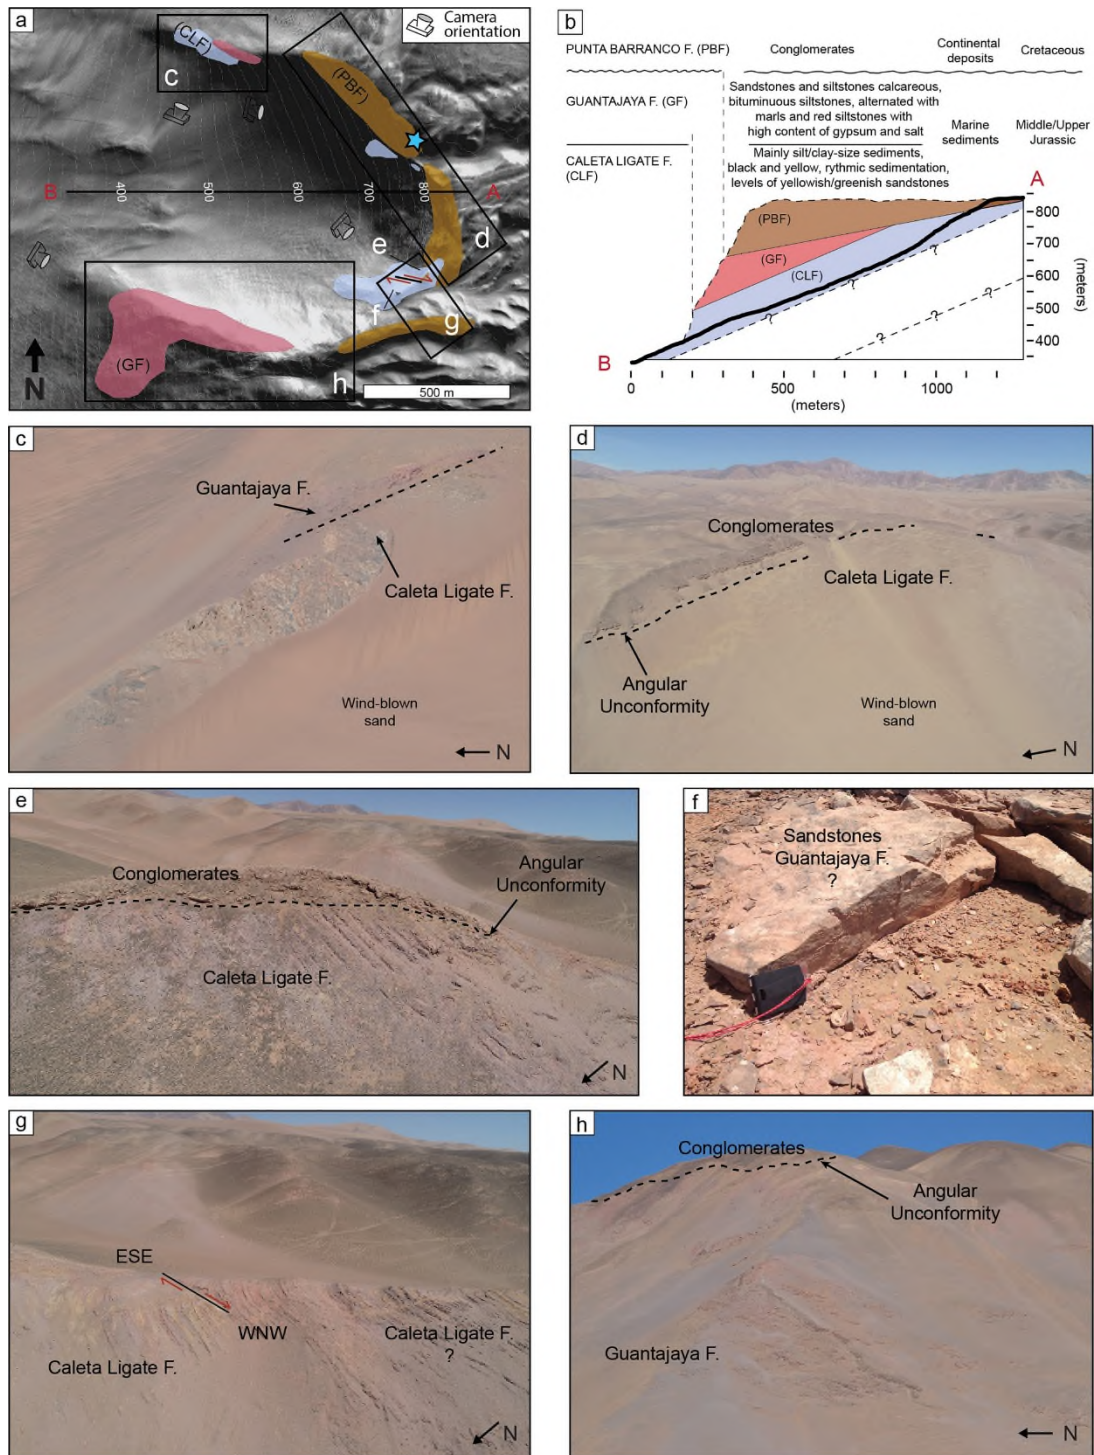 a
Camera
orientation
(CLF)
c
(PBF)
B
400
500
600
700
800
A
e
d
f
g
(GF)
h
N
500 m
b
PUNTA BARRANCO F. (PBF)
Conglomerates
Continental
deposits
Cretaceous
GUANTAJAYA F. (GF)
Sandstones and siltstones calcareous,
bituminuous siltstones, alternated with
marls and red siltstones with
high content of gypsum and salt
Marine
sediments
Middle/Upper
Jurassic
CALETA LIGATE F.
(CLF)
Mainly silt/clay-size sediments,
black and yellow, rythmic sedimentation,
levels of yellowish/greenish sandstones
A
(PBF)
(GF)
(CLF)
? ? ?
? ?
800
700
600
500
400
(meters)
B
0 500 1000
(meters)
c
Guantajaya F.
Caleta Ligate F.
Wind-blown
sand
N
d
Conglomerates
Caleta Ligate F.
Angular
Unconformity
Wind-blown
sand
N
e
Conglomerates
Angular
Unconformity
Caleta Ligate F.
N
f
Sandstones
Guantajaya F.
?
g
ESE
WNW
Caleta Ligate F.
Caleta Ligate F.
?
N
h
Conglomerates
Angular
Unconformity
Guantajaya F.
N